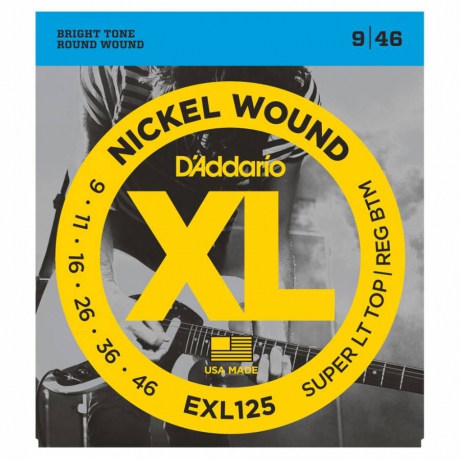 BRIGHT TONE
ROUND WOUND
9|46
NICKEL WOUND
D'Addario
XL
9 • 11 • 16 • 26 • 36 • 46
SUPER LT TOP | REG BTM
USA MADE
EXL125